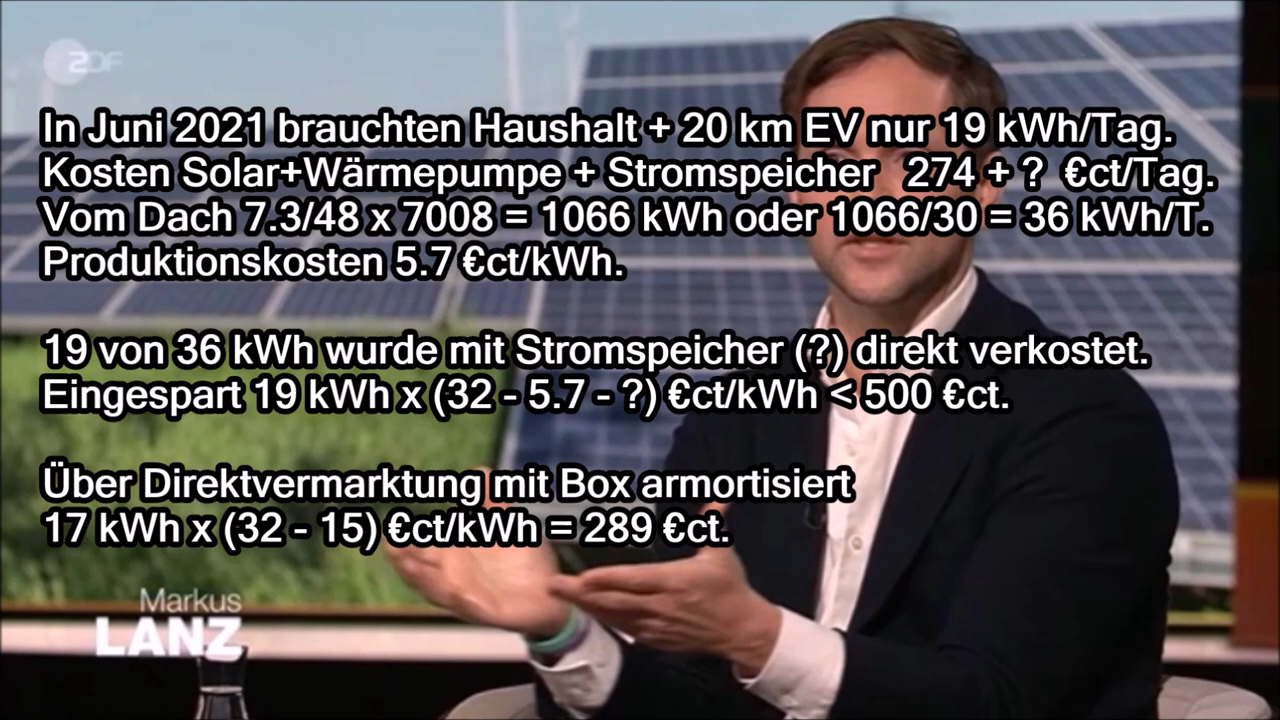 ZDF
In Juni 2021 brauchten Haushalt + 20 km EV nur 19 kWh/Tag.
Kosten Solar+Wärmepumpe + Stromspeicher 274 + ? €ct/Tag.
Vom Dach 7.3/48 x 7008 = 1066 kWh oder 1066/30 = 36 kWh/T.
Produktionskosten 5.7 €ct/kWh.
19 von 36 kWh wurde mit Stromspeicher (?) direkt verkostet.
Eingespart 19 kWh x (32 - 5.7 - ?) €ct/kWh < 500 €ct.
Über Direktvermarktung mit Box armortisiert
17 kWh x (32 - 15) €ct/kWh = 289 €ct.
Markus
LANZ